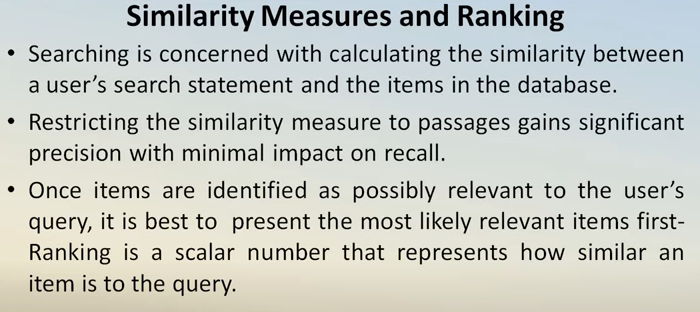 Similarity Measures and Ranking
• Searching is concerned with calculating the similarity between
a user's search statement and the items in the database.
• Restricting the similarity measure to passages gains significant
precision with minimal impact on recall.
• Once items are identified as possibly relevant to the user's
query, it is best to  present the most likely relevant items first-
Ranking is a scalar number that represents how similar an
item is to the query.